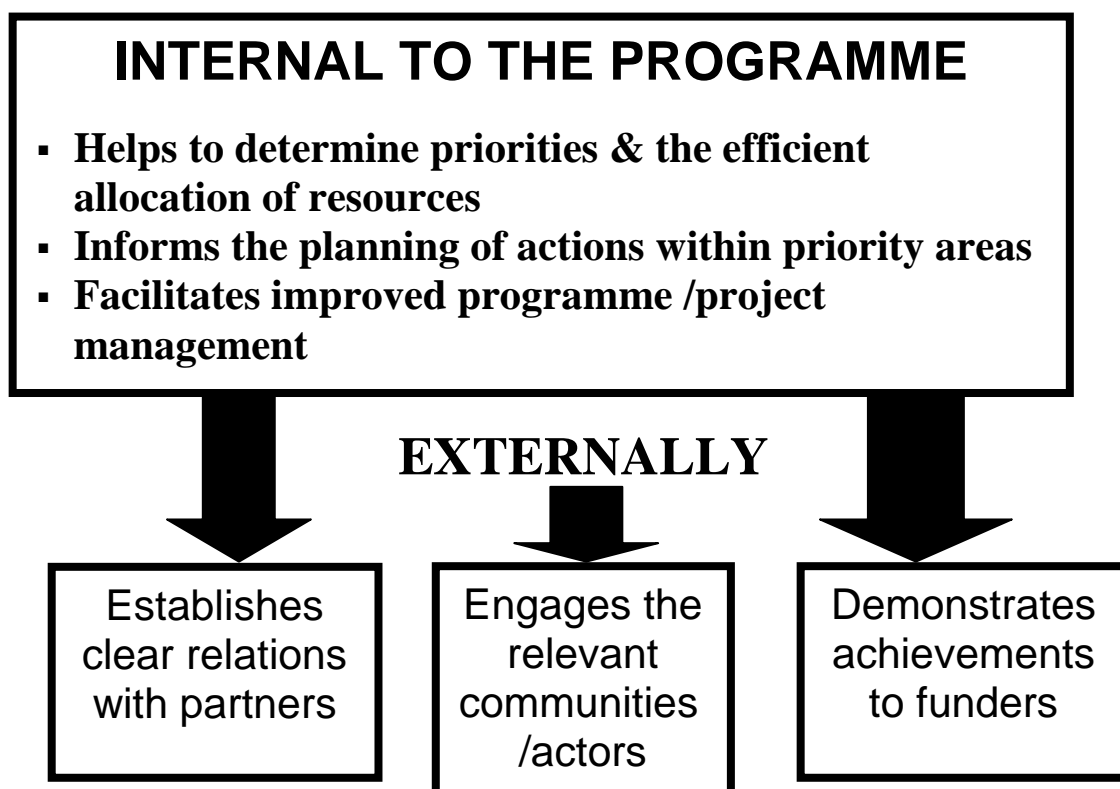 INTERNAL TO THE PROGRAMME
▪ Helps to determine priorities & the efficient
allocation of resources
▪ Informs the planning of actions within priority areas
▪ Facilitates improved programme /project
management
EXTERNALLY
Establishes
clear relations
with partners
Engages the
relevant
communities
/actors
Demonstrates
achievements
to funders